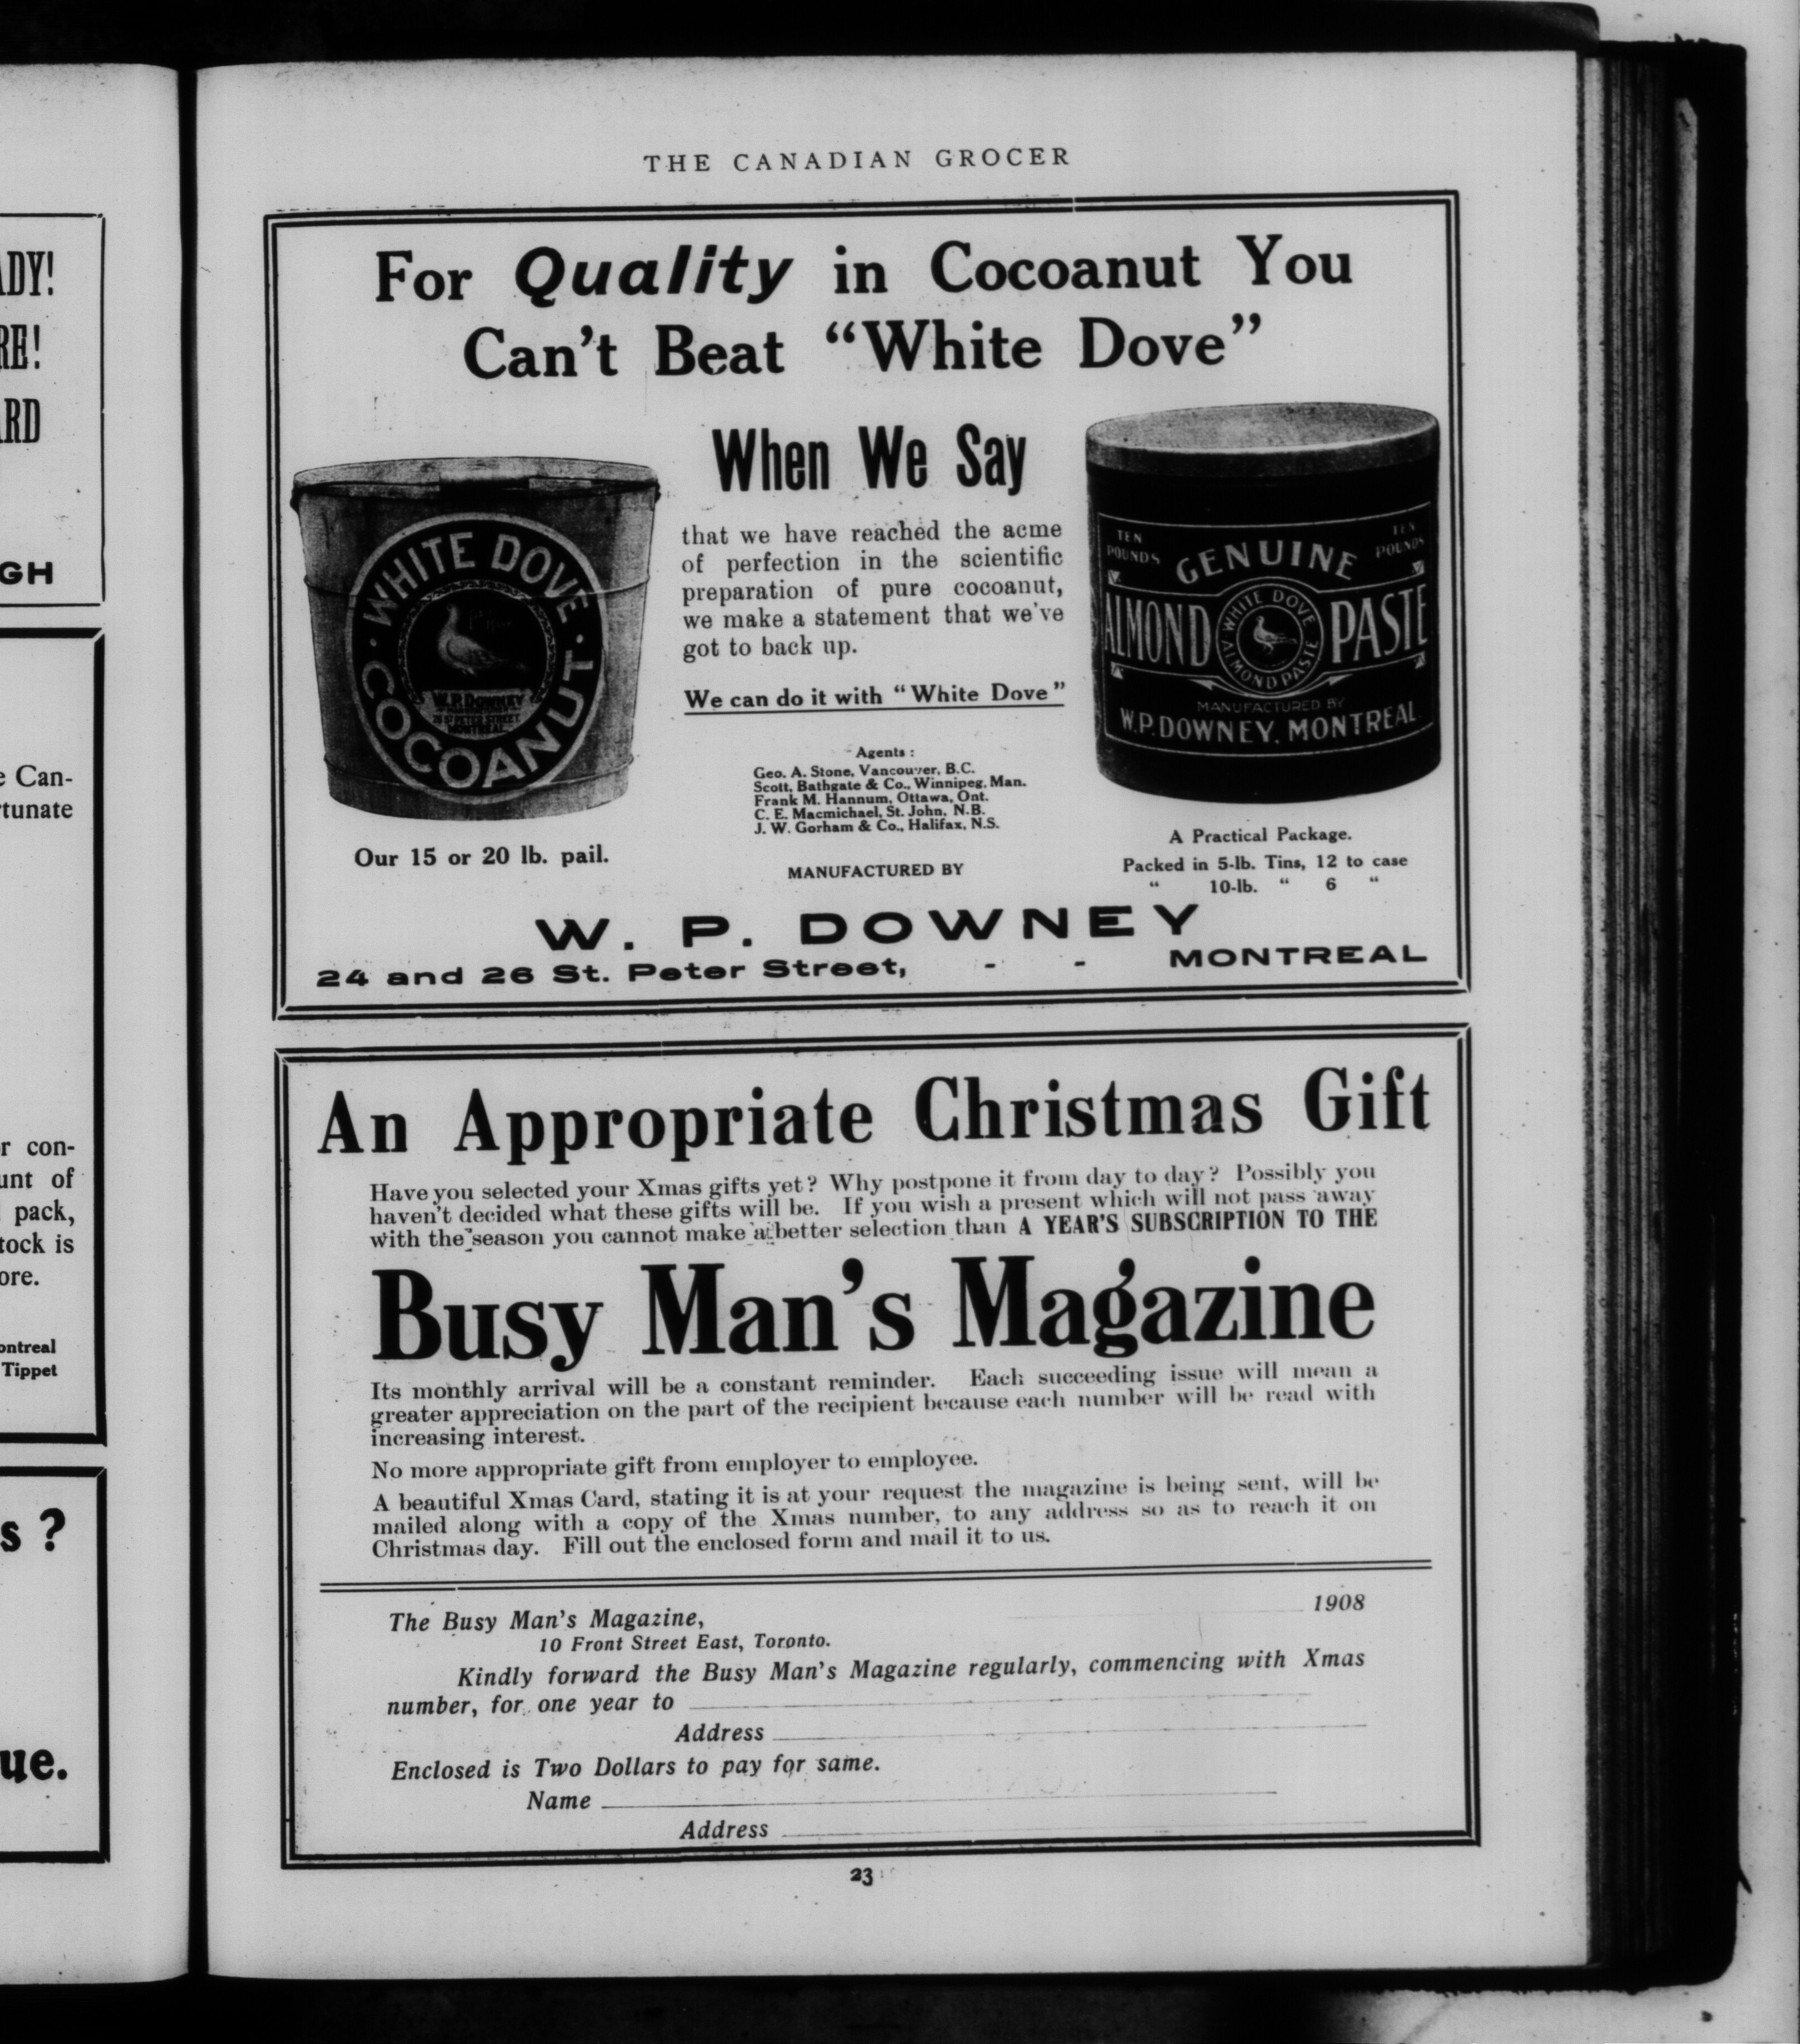 ADY!
RE!
ARD
GH
e Can-
rtunate
r con-
unt of
pack,
tock is
ore.
ontreal
Tippet
s ?
ue.
THE CANADIAN GROCER
For Quality in Cocoanut You
Can't Beat "White Dove"
WHITE DOVE
COCOANUT
W.P. DOWNEY
MONTREAL
Our 15 or 20 lb. pail.
When We Say
that we have reached the acme
of perfection in the scientific
preparation of pure cocoanut,
we make a statement that we've
got to back up.
We can do it with "White Dove"
Agents :
Geo. A. Stone, Vancouver, B.C.
Scott, Bathgate & Co., Winnipeg, Man.
Frank M. Hannum, Ottawa, Ont.
C. E. Macmichael, St. John, N.B.
J. W. Gorham & Co., Halifax, N.S.
MANUFACTURED BY
TEN POUNDS
TEN POUNDS
GENUINE
ALMOND PASTE
WHITE DOVE
ALMOND PASTE
MANUFACTURED BY
W.P. DOWNEY, MONTREAL
A Practical Package.
Packed in 5-lb. Tins, 12 to case
“ 10-lb. “ 6 “
W. P. DOWNEY
24 and 26 St. Peter Street, - - MONTREAL
An Appropriate Christmas Gift
Have you selected your Xmas gifts yet? Why postpone it from day to day? Possibly you
haven't decided what these gifts will be. If you wish a present which will not pass away
with the season you cannot make a better selection than A YEAR'S SUBSCRIPTION TO THE
Busy Man's Magazine
Its monthly arrival will be a constant reminder. Each succeeding issue will mean a
greater appreciation on the part of the recipient because each number will be read with
increasing interest.
No more appropriate gift from employer to employee.
A beautiful Xmas Card, stating it is at your request the magazine is being sent, will be
mailed along with a copy of the Xmas number, to any address so as to reach it on
Christmas day. Fill out the enclosed form and mail it to us.
1908
The Busy Man's Magazine,
10 Front Street East, Toronto.
Kindly forward the Busy Man's Magazine regularly, commencing with Xmas
number, for one year to
Address
Enclosed is Two Dollars to pay for same.
Name
Address
23